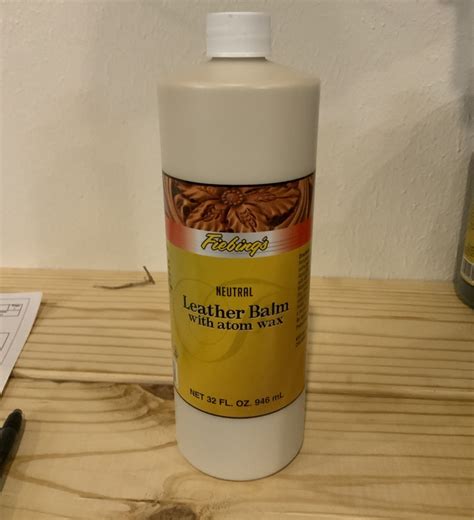 Fiebing's
NEUTRAL
Leather Balm
with atom wax
NET 32 FL. OZ. 946 mL